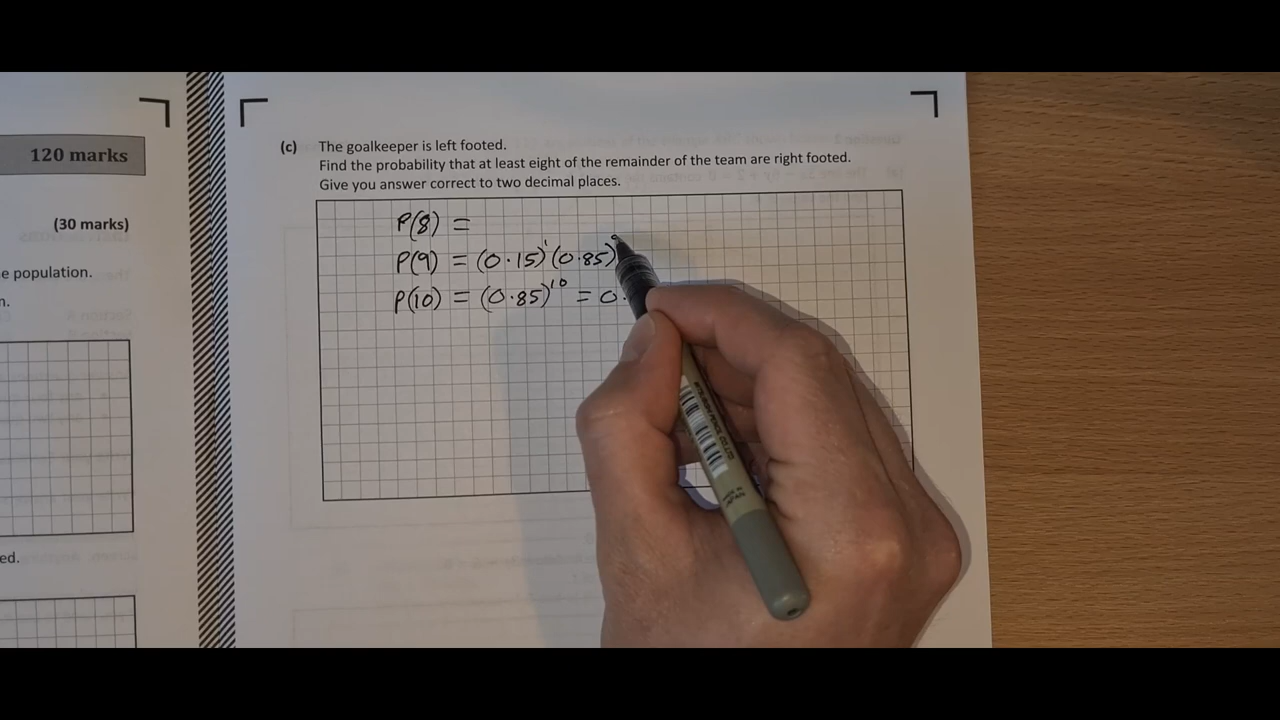 120 marks
(30 marks)
e population.
n.
ed.
(c) The goalkeeper is left footed.
Find the probability that at least eight of the remainder of the team are right footed.
Give you answer correct to two decimal places.
P(8) =
P(9) = (0.15)¹(0.85)⁹
P(10) = (0.85)¹⁰ = 0.